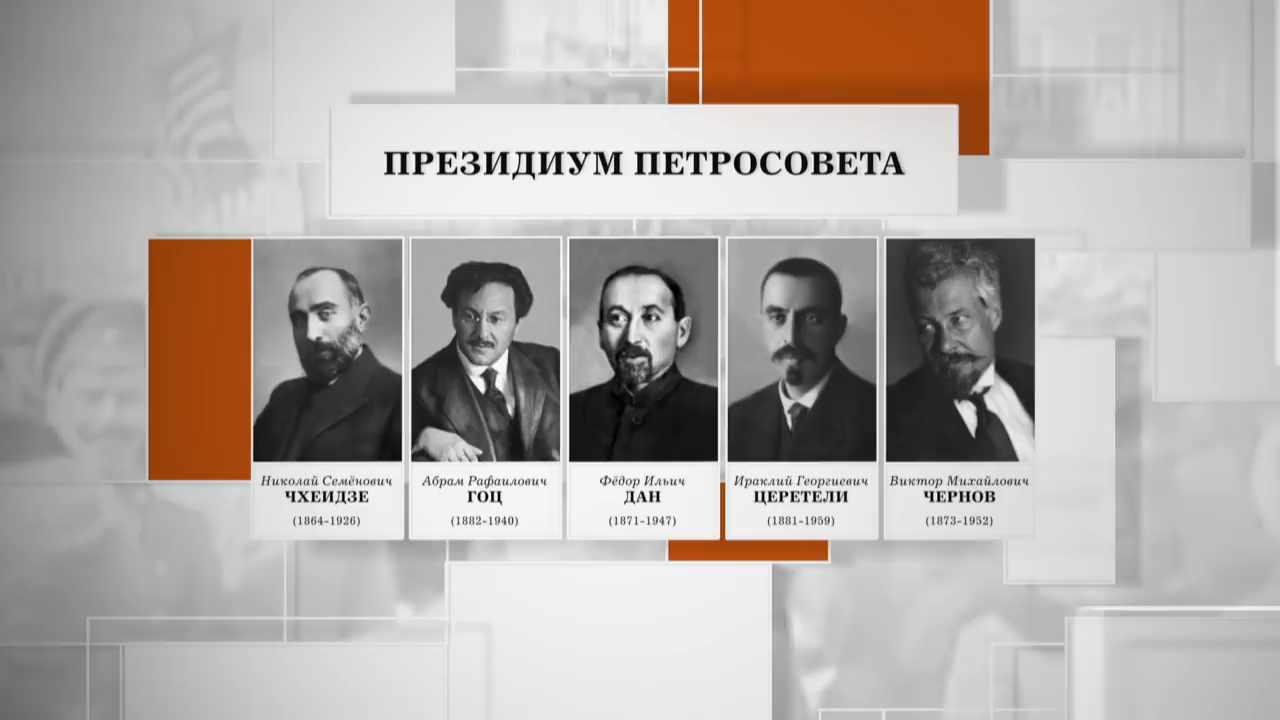 ПРЕЗИДИУМ ПЕТРОСОВЕТА
Николай Семёнович
ЧХЕИДЗЕ
(1864–1926)
Абрам Рафаилович
ГОЦ
(1882–1940)
Фёдор Ильич
ДАН
(1871–1947)
Ираклий Георгиевич
ЦЕРЕТЕЛИ
(1881–1959)
Виктор Михайлович
ЧЕРНОВ
(1873–1952)